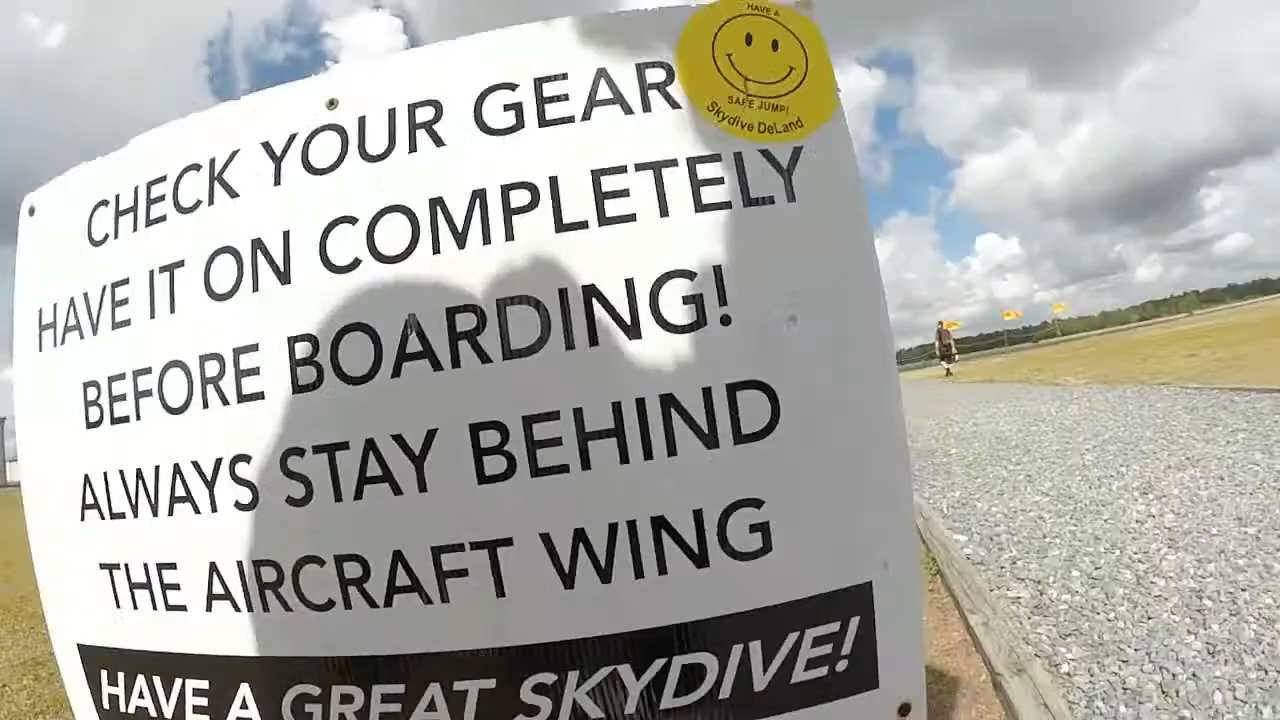 HAVE A
SAFE JUMP!
Skydive DeLand
CHECK YOUR GEAR
HAVE IT ON COMPLETELY
BEFORE BOARDING!
ALWAYS STAY BEHIND
THE AIRCRAFT WING
HAVE A GREAT SKYDIVE!